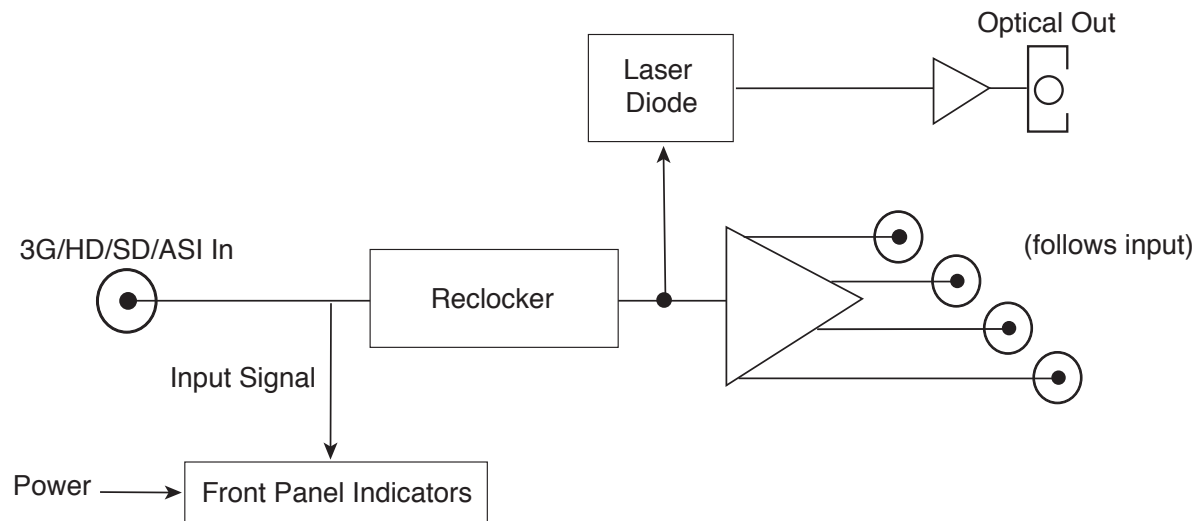 Optical Out
Laser
Diode
3G/HD/SD/ASI In
(follows input)
Reclocker
Input Signal
Power
Front Panel Indicators